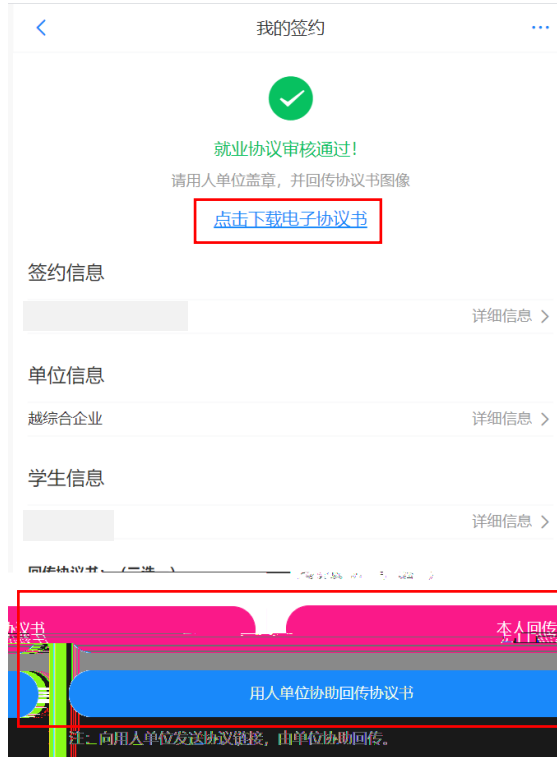 我的签约
就业协议审核通过!
请用人单位盖章，并回传协议书图像
点击下载电子协议书
签约信息
详细信息
单位信息
越综合企业
详细信息
学生信息
详细信息
议书
本人回传
用人单位协助回传协议书
注：向用人单位发送协议链接，由单位协助回传。